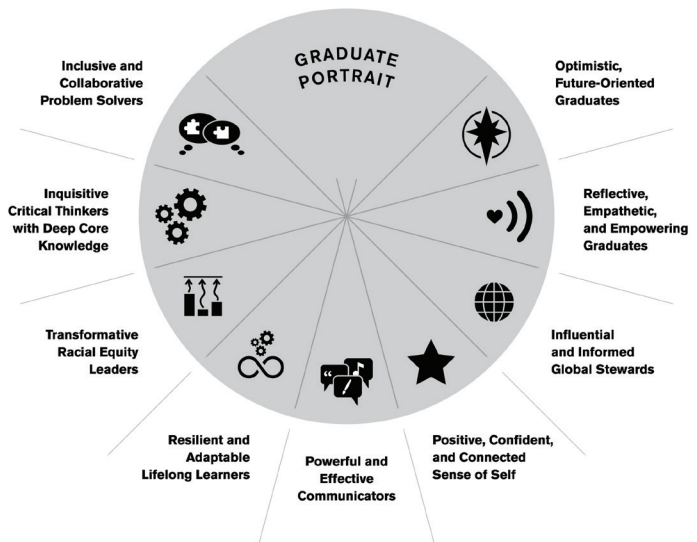 GRADUATE
PORTRAIT
Inclusive and
Collaborative
Problem Solvers
Optimistic,
Future-Oriented
Graduates
Inquisitive
Critical Thinkers
with Deep Core
Knowledge
Reflective,
Empathetic,
and Empowering
Graduates
Transformative
Racial Equity
Leaders
Influential
and Informed
Global Stewards
Resilient and
Adaptable
Lifelong Learners
Powerful and
Effective
Communicators
Positive, Confident,
and Connected
Sense of Self